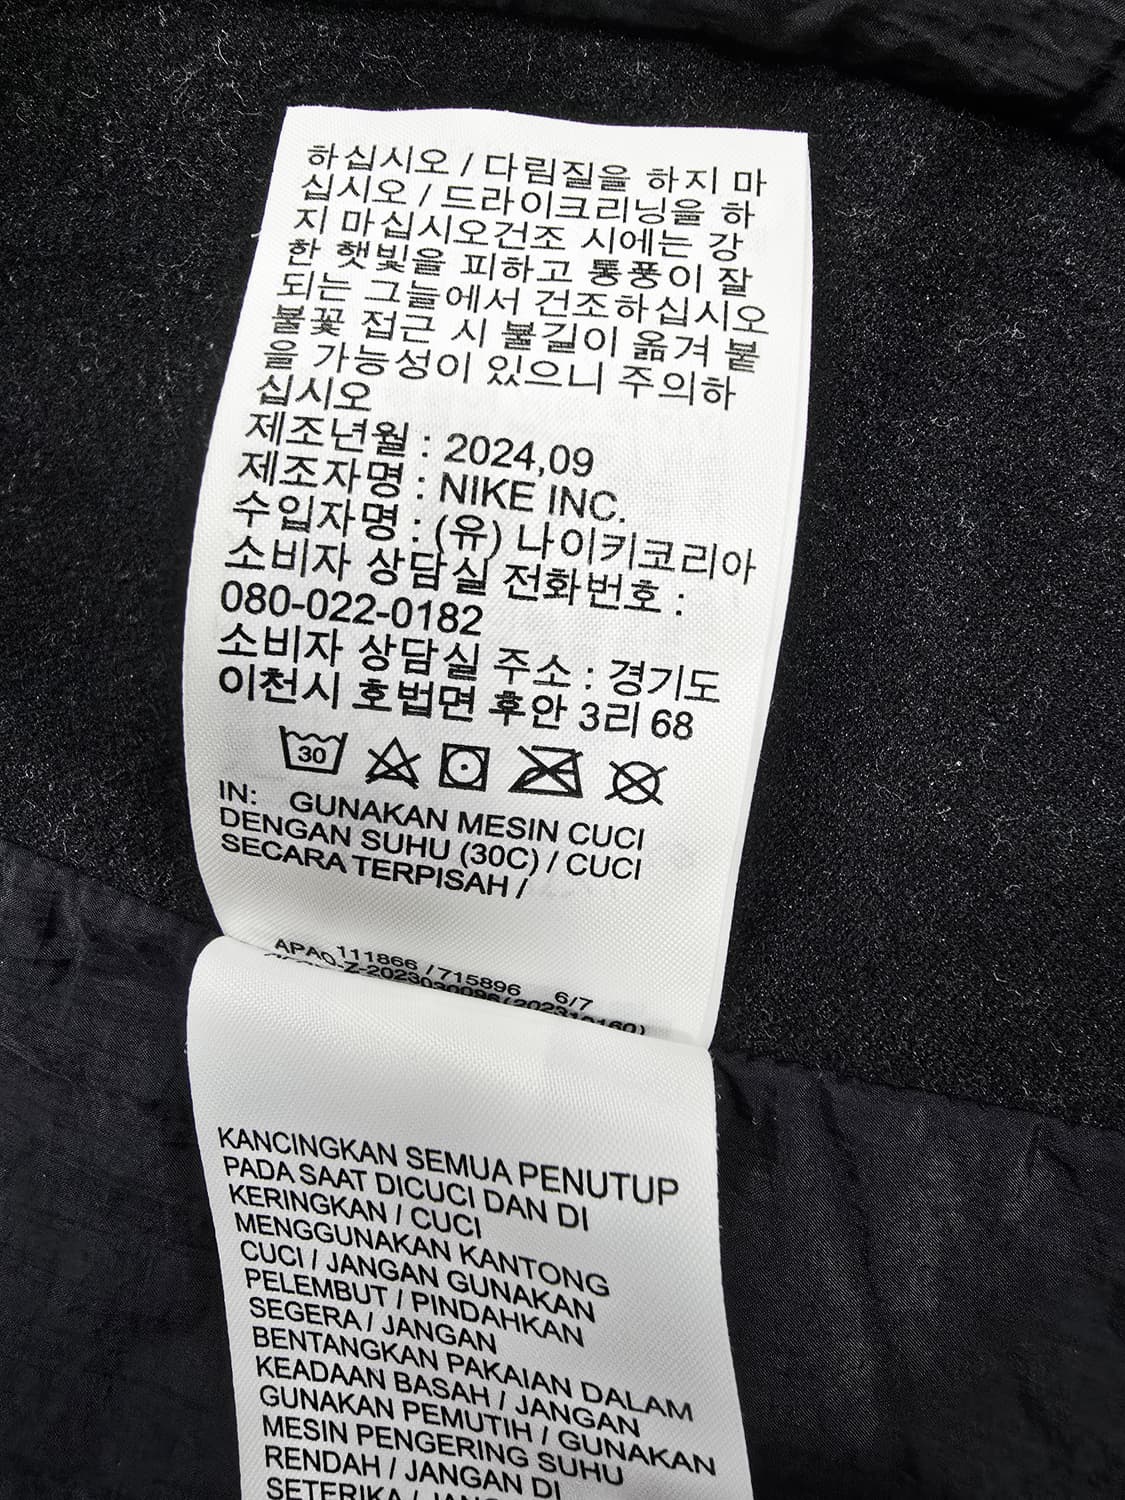 하십시오 / 다림질을 하지 마
십시오 / 드라이크리닝을 하
지 마십시오건조 시에는 강
한 햇빛을 피하고 통풍이 잘
되는 그늘에서 건조하십시오
불꽃 접근 시 불길이 옮겨 붙
을 가능성이 있으니 주의하
십시오
제조년월 : 2024,09
제조자명 : NIKE INC.
수입자명 : (유) 나이키코리아
소비자 상담실 전화번호 :
080-022-0182
소비자 상담실 주소 : 경기도
이천시 호법면 후안 3리 68
30
IN: GUNAKAN MESIN CUCI
DENGAN SUHU (30C) / CUCI
SECARA TERPISAH /
APAO 111866 / 715896 6/7
KANCINGKAN SEMUA PENUTUP
PADA SAAT DICUCI DAN DI
KERINGKAN / CUCI
MENGGUNAKAN KANTONG
CUCI / JANGAN GUNAKAN
PELEMBUT / PINDAHKAN
SEGERA / JANGAN
BENTANGKAN PAKAIAN DALAM
KEADAAN BASAH / JANGAN
GUNAKAN PEMUTIH / GUNAKAN
MESIN PENGERING SUHU
RENDAH / JANGAN DI
SETERIKA /